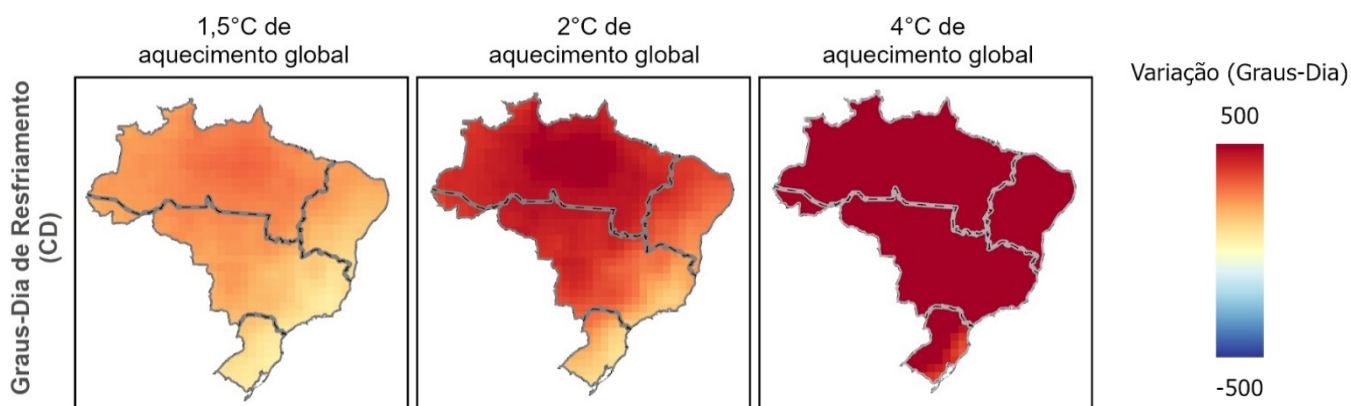 1,5°C de
aquecimento global
2°C de
aquecimento global
4°C de
aquecimento global
Graus-Dia de Resfriamento
(CD)
Variação (Graus-Dia)
500
-500